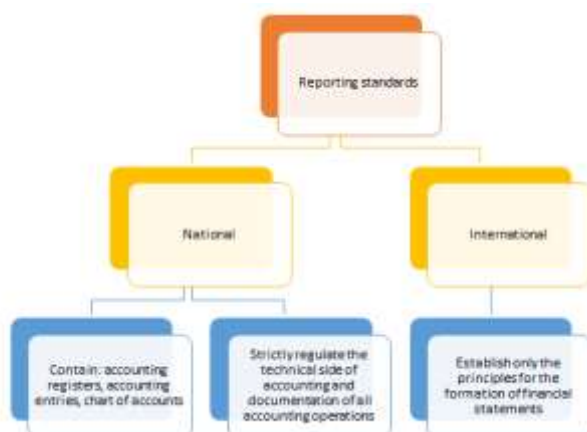 Reporting standards
National
International
Contain: accounting
registers, accounting
entries, chart of accounts
Strictly regulate the
technical side of
accounting and
documentation of all
accounting operations
Establish only the
principles for the
formation of financial
statements